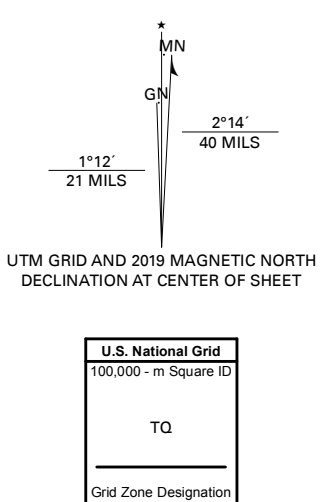 MN
GN
2°14´
40 MILS
1°12´
21 MILS
UTM GRID AND 2019 MAGNETIC NORTH
DECLINATION AT CENTER OF SHEET
U.S. National Grid
100,000 - m Square ID
TQ
Grid Zone Designation